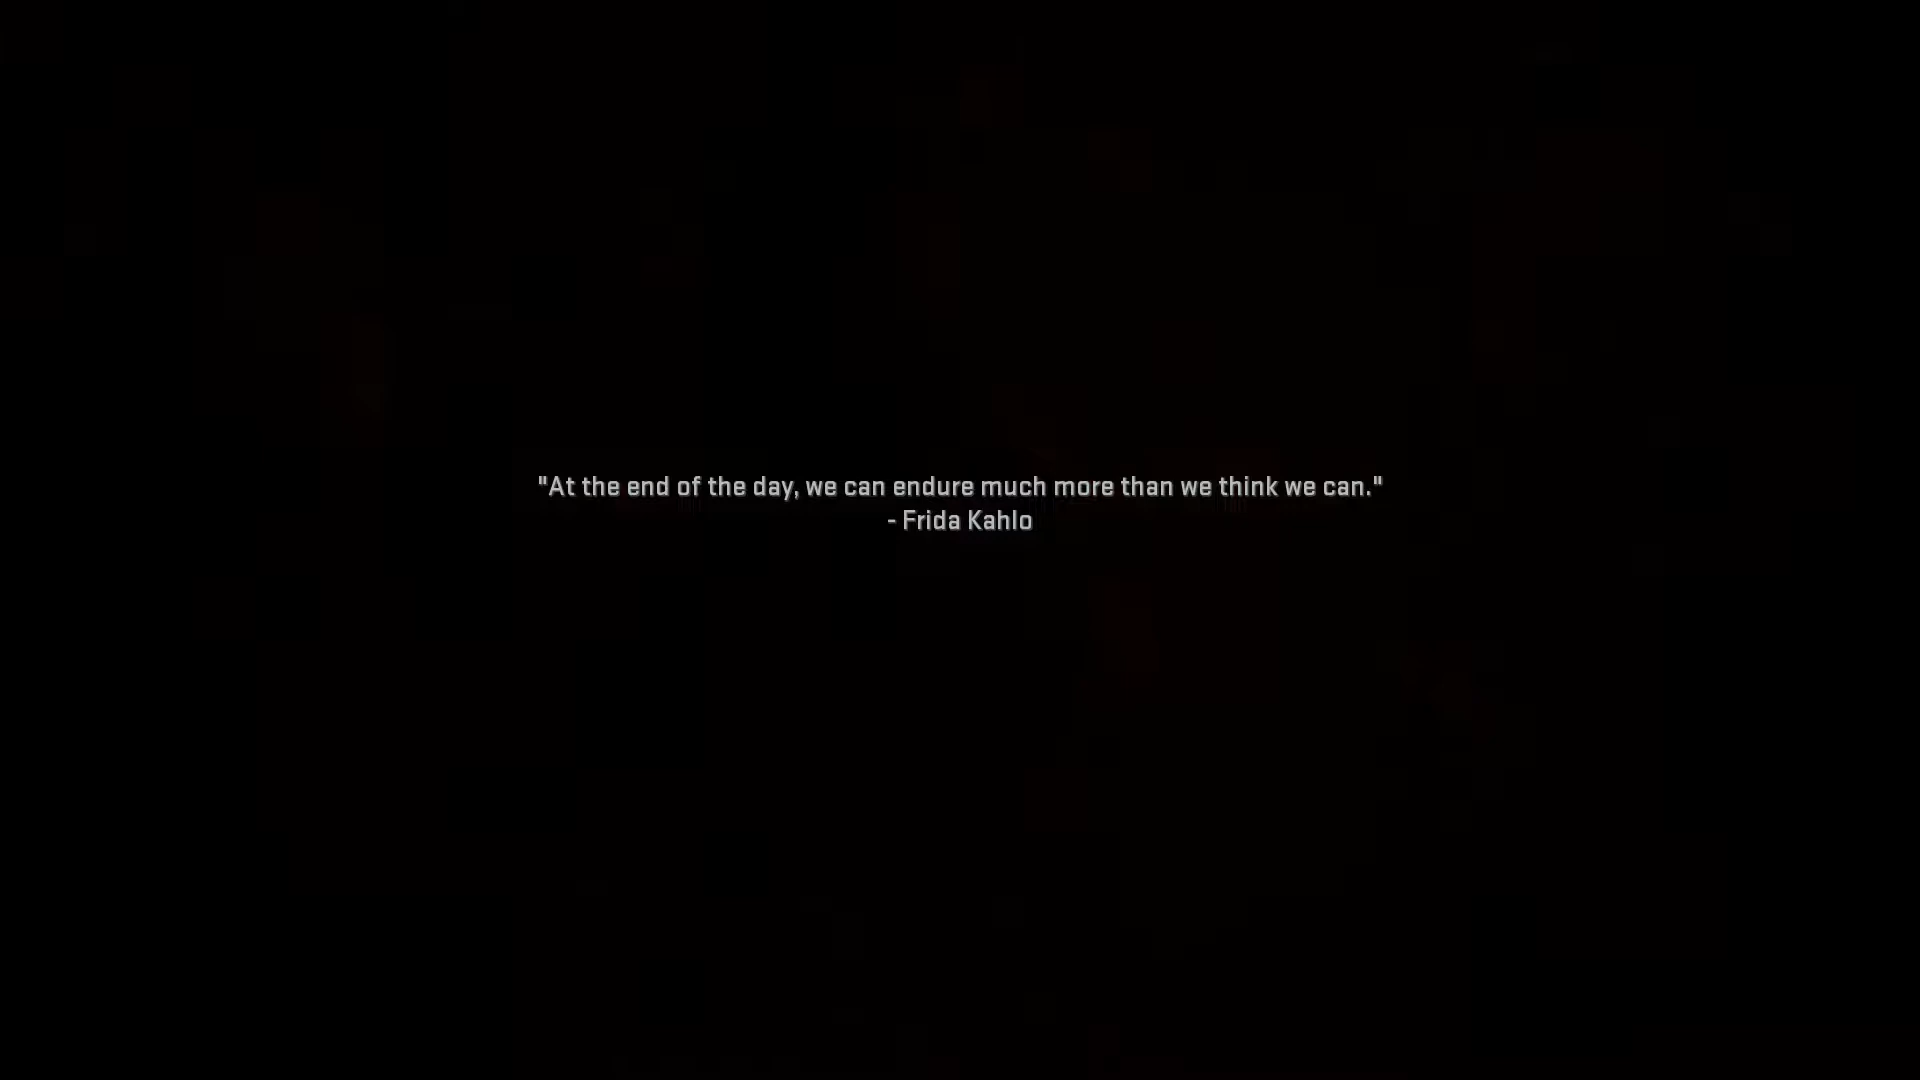 "At the end of the day, we can endure much more than we think we can."
- Frida Kahlo